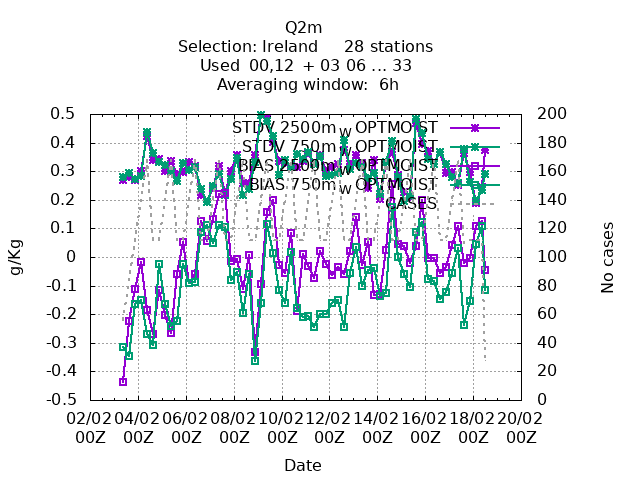 Q2m
Selection: Ireland 28 stations
Used 00,12 + 03 06 ... 33
Averaging window: 6h
0.5 200
STDV 2500m_W OPTMOIST
0.4 180
STDV 750m_W OPTMOIST
BIAS 2500m_W OPTMOIST
0.3 160
BIAS 750m_W OPTMOIST
0.2 140
CASES
0.1 120
0 100
-0.1 80
-0.2 60
-0.3 40
-0.4 20
-0.5 0
g/Kg
No cases
02/02 04/02 06/02 08/02 10/02 12/02 14/02 16/02 18/02 20/02
00Z 00Z 00Z 00Z 00Z 00Z 00Z 00Z 00Z 00Z
Date